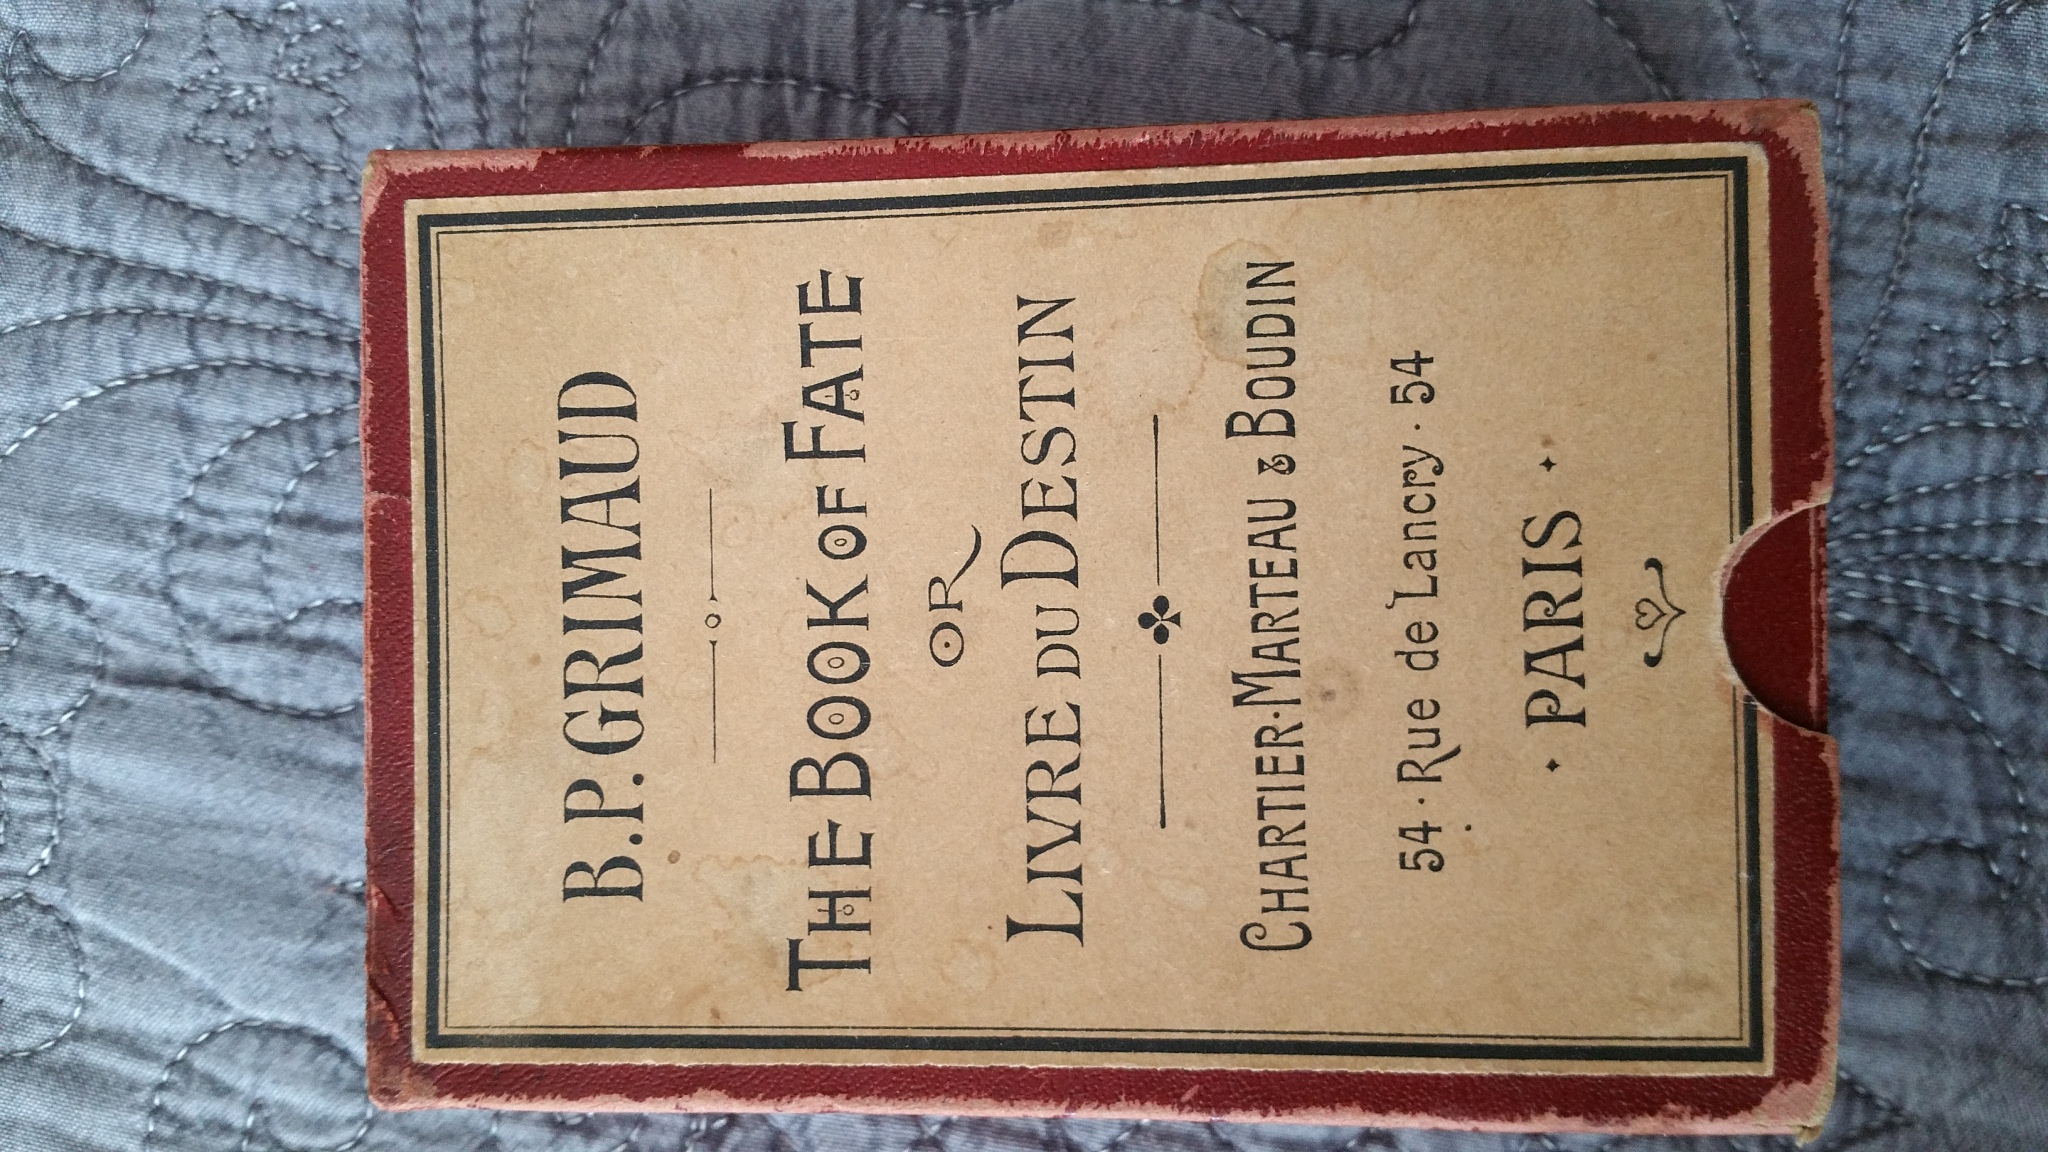 B.P. GRIMAUD
THE BOOK OF FATE
OR
LIVRE DU DESTIN
CHARTIER·MARTEAU & BOUDIN
54 · Rue de Lancry · 54
· PARIS ·